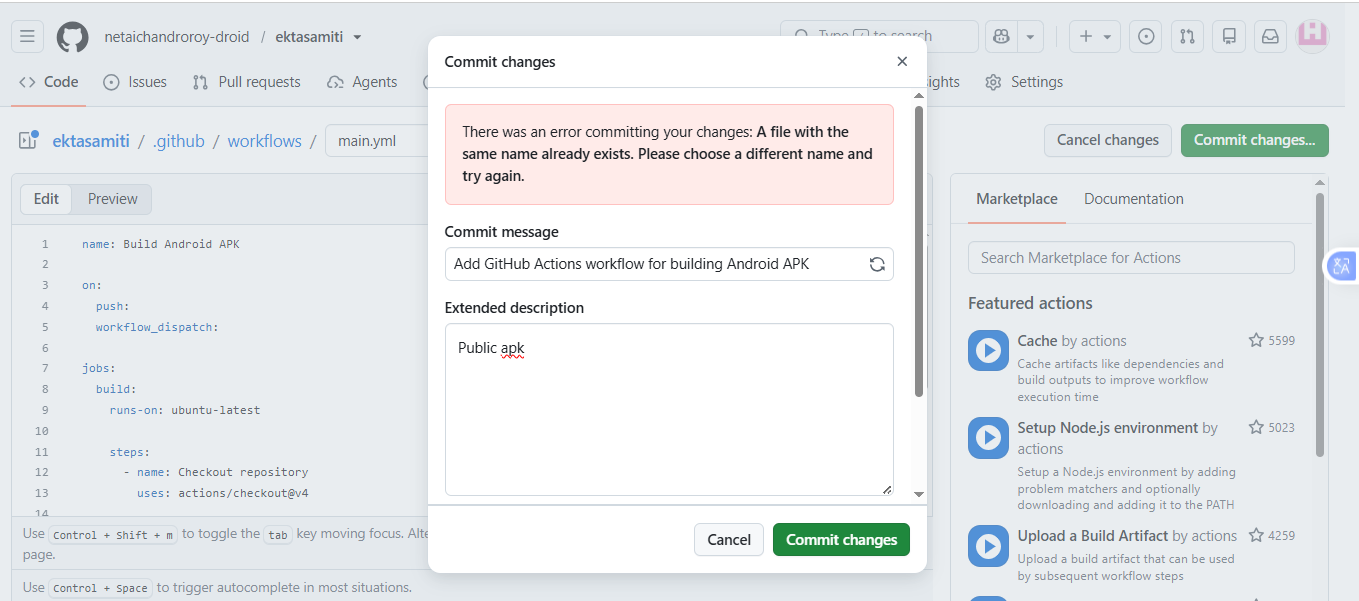 netaichandroroy-droid / ektasamiti
Type / to search
Code Issues Pull requests Agents Settings
ektasamiti / .github / workflows / main.yml
Cancel changes Commit changes...
Edit Preview
1 name: Build Android APK
2
3 on:
4 push:
5 workflow_dispatch:
6
7 jobs:
8 build:
9 runs-on: ubuntu-latest
10
11 steps:
12 - name: Checkout repository
13 uses: actions/checkout@v4
14
Use Control + Shift + m to toggle the tab key moving focus.
page.
Use Control + Space to trigger autocomplete in most situations.
Commit changes
There was an error committing your changes: A file with the
same name already exists. Please choose a different name and
try again.
Commit message
Add GitHub Actions workflow for building Android APK
Extended description
Public apk
Cancel Commit changes
Marketplace Documentation
Search Marketplace for Actions
Featured actions
Cache by actions 5599
Cache artifacts like dependencies and
build outputs to improve workflow
execution time
Setup Node.js environment by 5023
actions
Setup a Node.js environment by adding
problem matchers and optionally
downloading and adding it to the PATH
Upload a Build Artifact by actions 4259
Upload a build artifact that can be used
by subsequent workflow steps